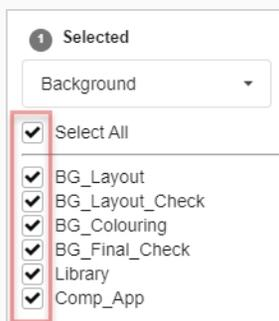 1 Selected
Background
Select All
BG_Layout
BG_Layout_Check
BG_Colouring
BG_Final_Check
Library
Comp_App